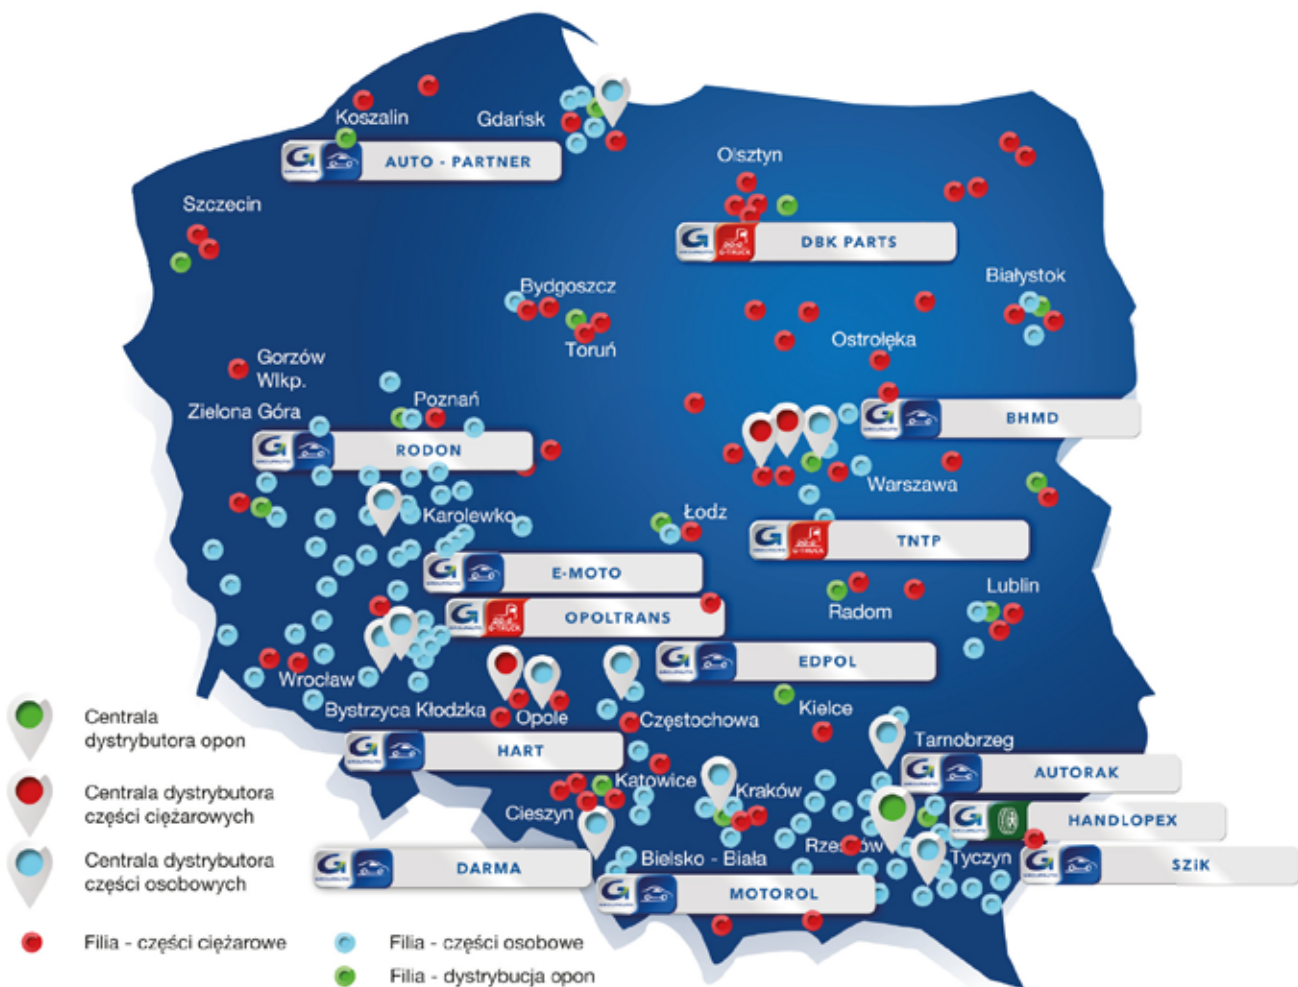 Koszalin
Gdańsk
AUTO - PARTNER
Olsztyn
Szczecin
DBK PARTS
Białystok
Bydgoszcz
Toruń
Ostrołęka
Gorzów
Wlkp.
Zielona Góra
Poznań
BHMD
RODON
Warszawa
Karolewko
Łodz
TNTP
E-MOTO
Radom
Lublin
OPOLTRANS
EDPOL
Wrocław
Bystrzyca Kłodzka
Opole
Częstochowa
Kielce
Tarnobrzeg
HART
AUTORAK
Katowice
Kraków
Cieszyn
HANDLOPEX
Rzeszów
Tyczyn
Bielsko - Biała
SZiK
DARMA
MOTOROL
Centrala
dystrybutora opon
Centrala dystrybutora
części ciężarowych
Centrala dystrybutora
części osobowych
Filia - części ciężarowe
Filia - części osobowe
Filia - dystrybucja opon